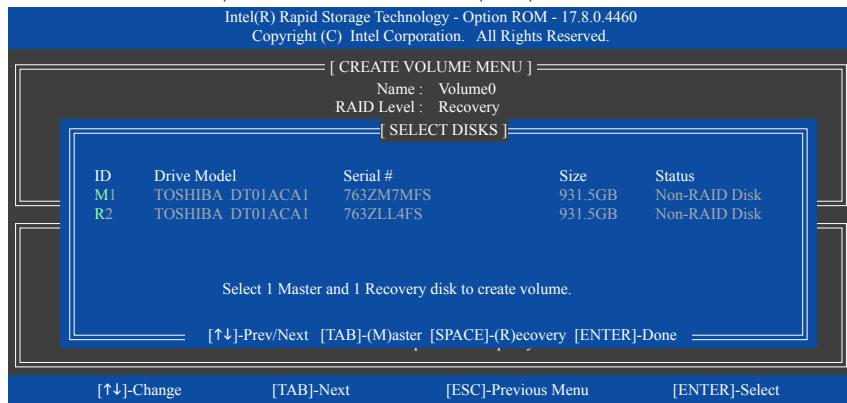 Intel(R) Rapid Storage Technology - Option ROM - 17.8.0.4460
Copyright (C) Intel Corporation. All Rights Reserved.
[ CREATE VOLUME MENU ]
Name : Volume0
RAID Level : Recovery
[ SELECT DISKS ]
ID Drive Model Serial # Size Status
M1 TOSHIBA DT01ACA1 763ZM7MFS 931.5GB Non-RAID Disk
R2 TOSHIBA DT01ACA1 763ZLL4FS 931.5GB Non-RAID Disk
Select 1 Master and 1 Recovery disk to create volume.
[↑↓]-Prev/Next [TAB]-(M)aster [SPACE]-(R)ecovery [ENTER]-Done
[↑↓]-Change [TAB]-Next [ESC]-Previous Menu [ENTER]-Select